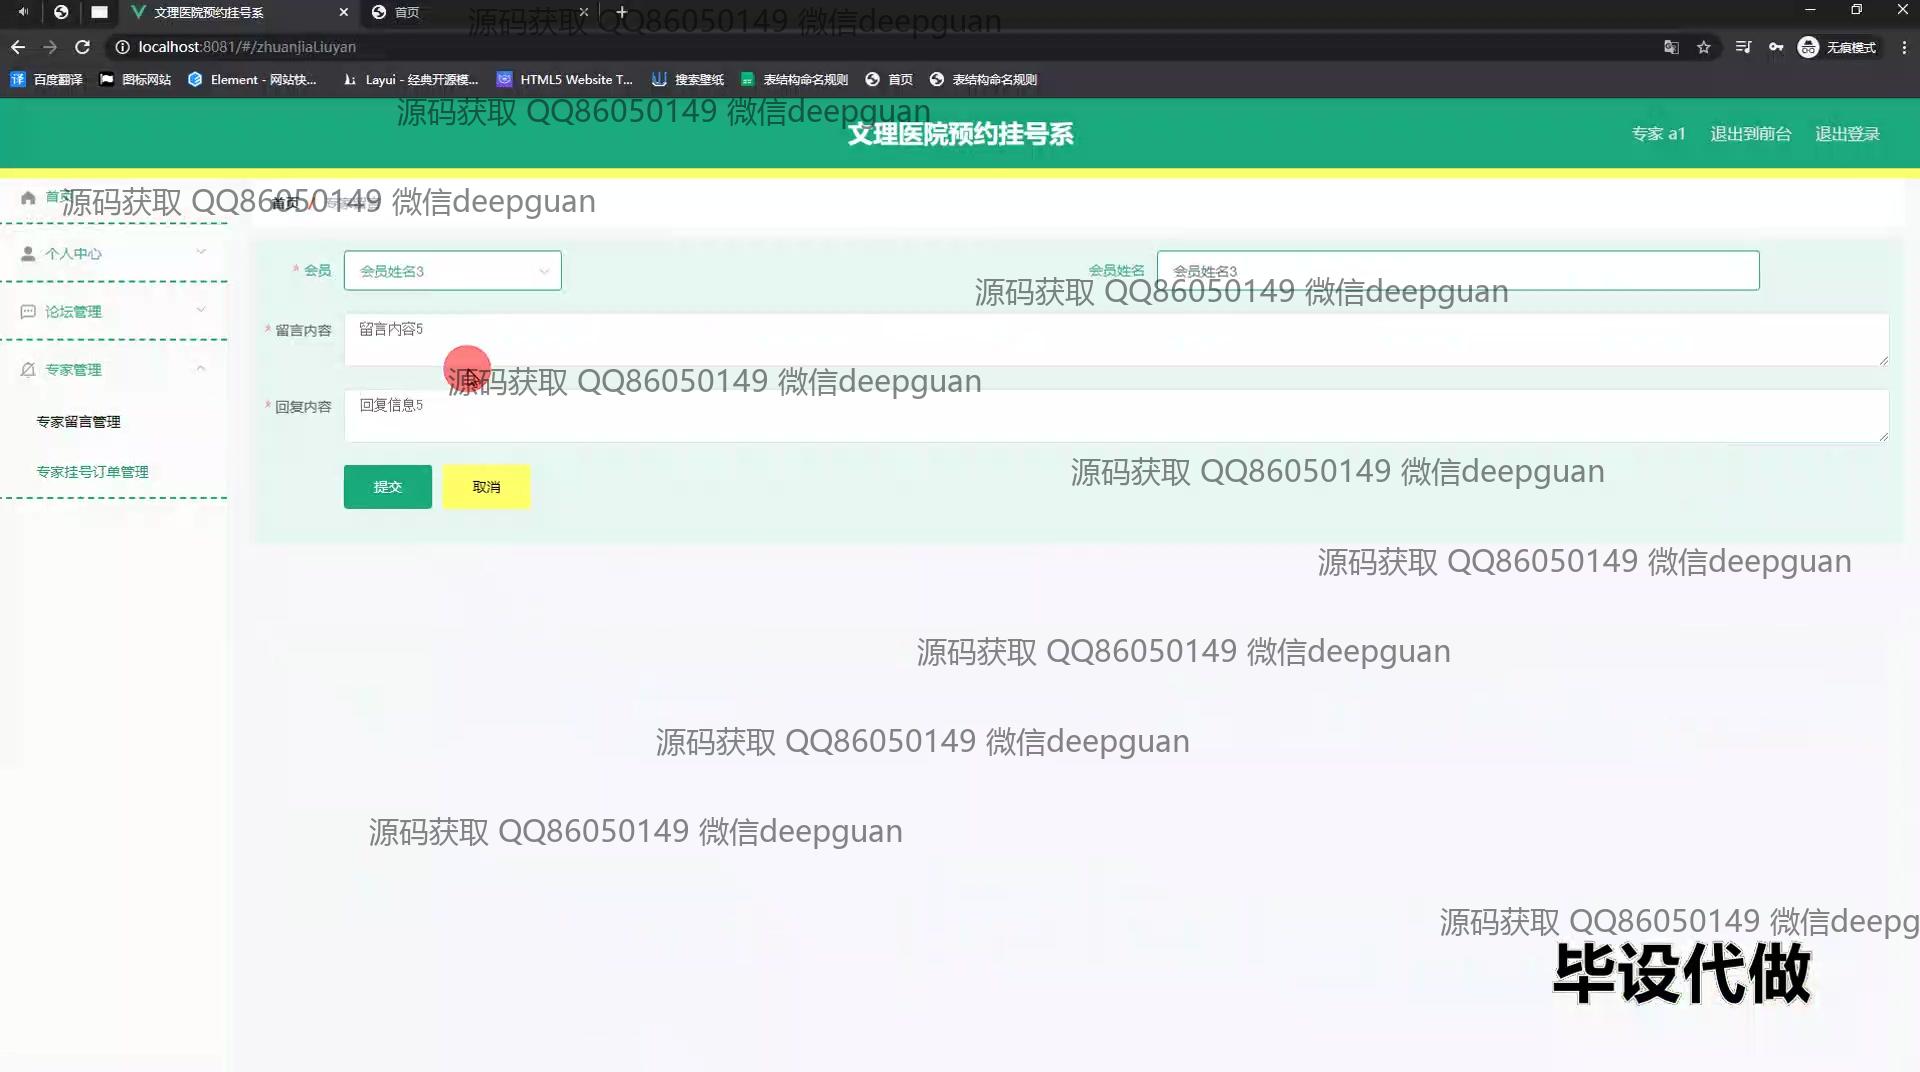 文理医院预约挂号系
首页
源码获取 QQ86050149 微信deepguan
localhost:8081/#/zhuanjiaLiuyan
无痕模式
百度翻译
图标网站
Element - 网站快...
Layui - 经典开源模...
HTML5 Website T...
搜索壁纸
表结构命名规则
首页
表结构命名规则
源码获取 QQ86050149 微信deepguan
文理医院预约挂号系
专家 a1
退出到前台
退出登录
首页
源码获取 QQ86050149 微信deepguan
首页 / 专家留言
个人中心
* 会员
会员姓名3
会员姓名
会员姓名3
源码获取 QQ86050149 微信deepguan
论坛管理
* 留言内容
留言内容5
专家管理
源码获取 QQ86050149 微信deepguan
* 回复内容
回复信息5
专家留言管理
专家挂号订单管理
源码获取 QQ86050149 微信deepguan
提交
取消
源码获取 QQ86050149 微信deepguan
源码获取 QQ86050149 微信deepguan
源码获取 QQ86050149 微信deepguan
源码获取 QQ86050149 微信deepguan
源码获取 QQ86050149 微信deepg
毕设代做